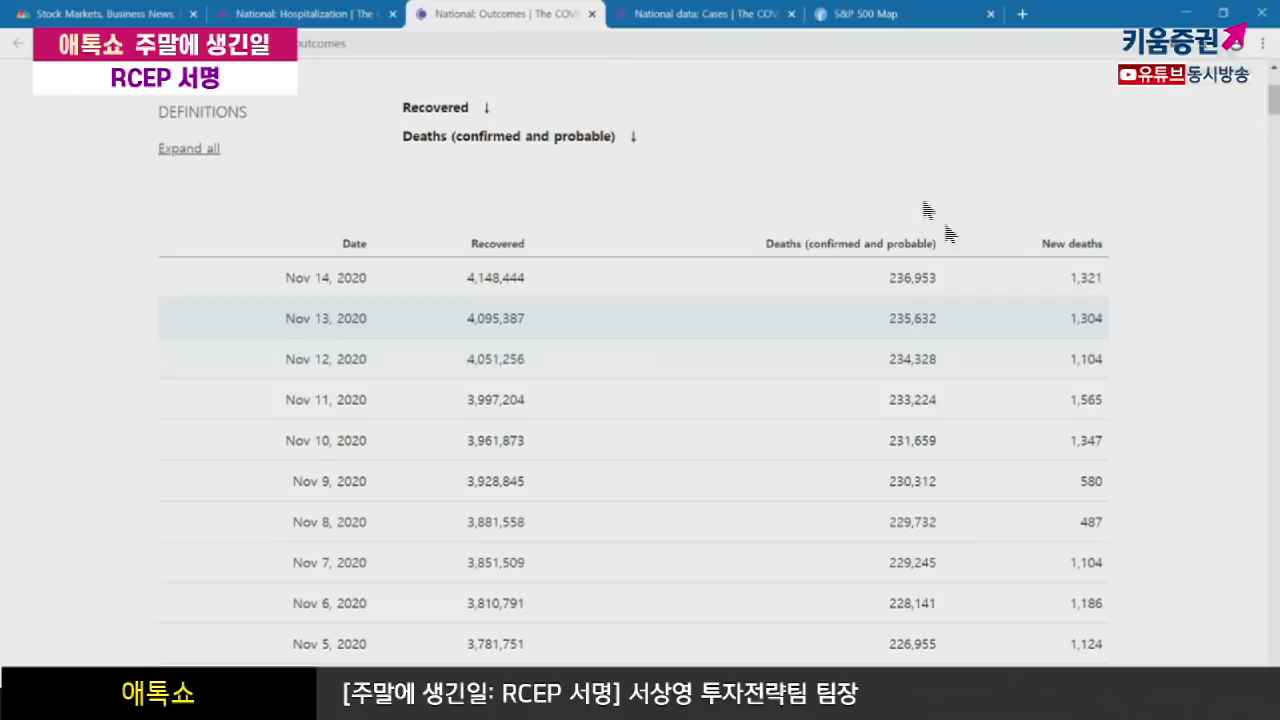 Stock Markets, Business News,
National: Hospitalization | The
National: Outcomes | The COVI
National data: Cases | The COV
S&P 500 Map
애톡쇼 주말에 생긴일
RCEP 서명
outcomes
키움증권
유튜브동시방송
DEFINITIONS
Expand all
Recovered ↓
Deaths (confirmed and probable) ↓
Date Recovered Deaths (confirmed and probable) New deaths
Nov 14, 2020 4,148,444 236,953 1,321
Nov 13, 2020 4,095,387 235,632 1,304
Nov 12, 2020 4,051,256 234,328 1,104
Nov 11, 2020 3,997,204 233,224 1,565
Nov 10, 2020 3,961,873 231,659 1,347
Nov 9, 2020 3,928,845 230,312 580
Nov 8, 2020 3,881,558 229,732 487
Nov 7, 2020 3,851,509 229,245 1,104
Nov 6, 2020 3,810,791 228,141 1,186
Nov 5, 2020 3,781,751 226,955 1,124
애톡쇼
[주말에 생긴일: RCEP 서명] 서상영 투자전략팀 팀장